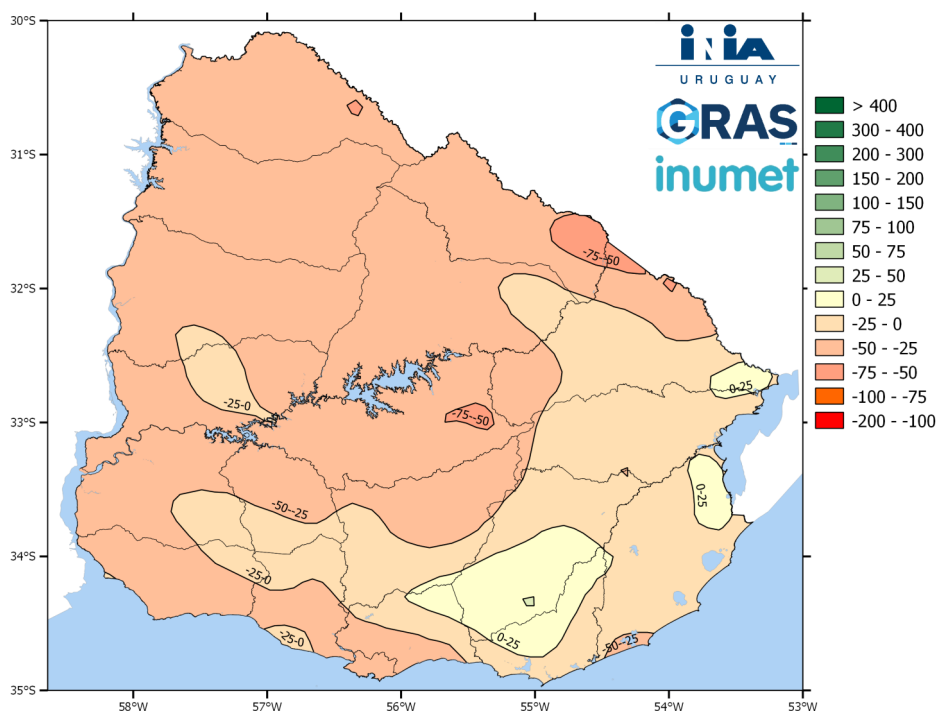 30°S
31°S
32°S
33°S
34°S
35°S
58°W
57°W
56°W
55°W
54°W
53°W
iNiA
URUGUAY
GRAS
inumet
> 400
300 - 400
200 - 300
150 - 200
100 - 150
75 - 100
50 - 75
25 - 50
0 - 25
-25 - 0
-50 - -25
-75 - -50
-100 - -75
-200 - -100
-75--50
0-25
-25-0
-75--50
0-25
-50--25
-25-0
-25-0
0-25
-50--25